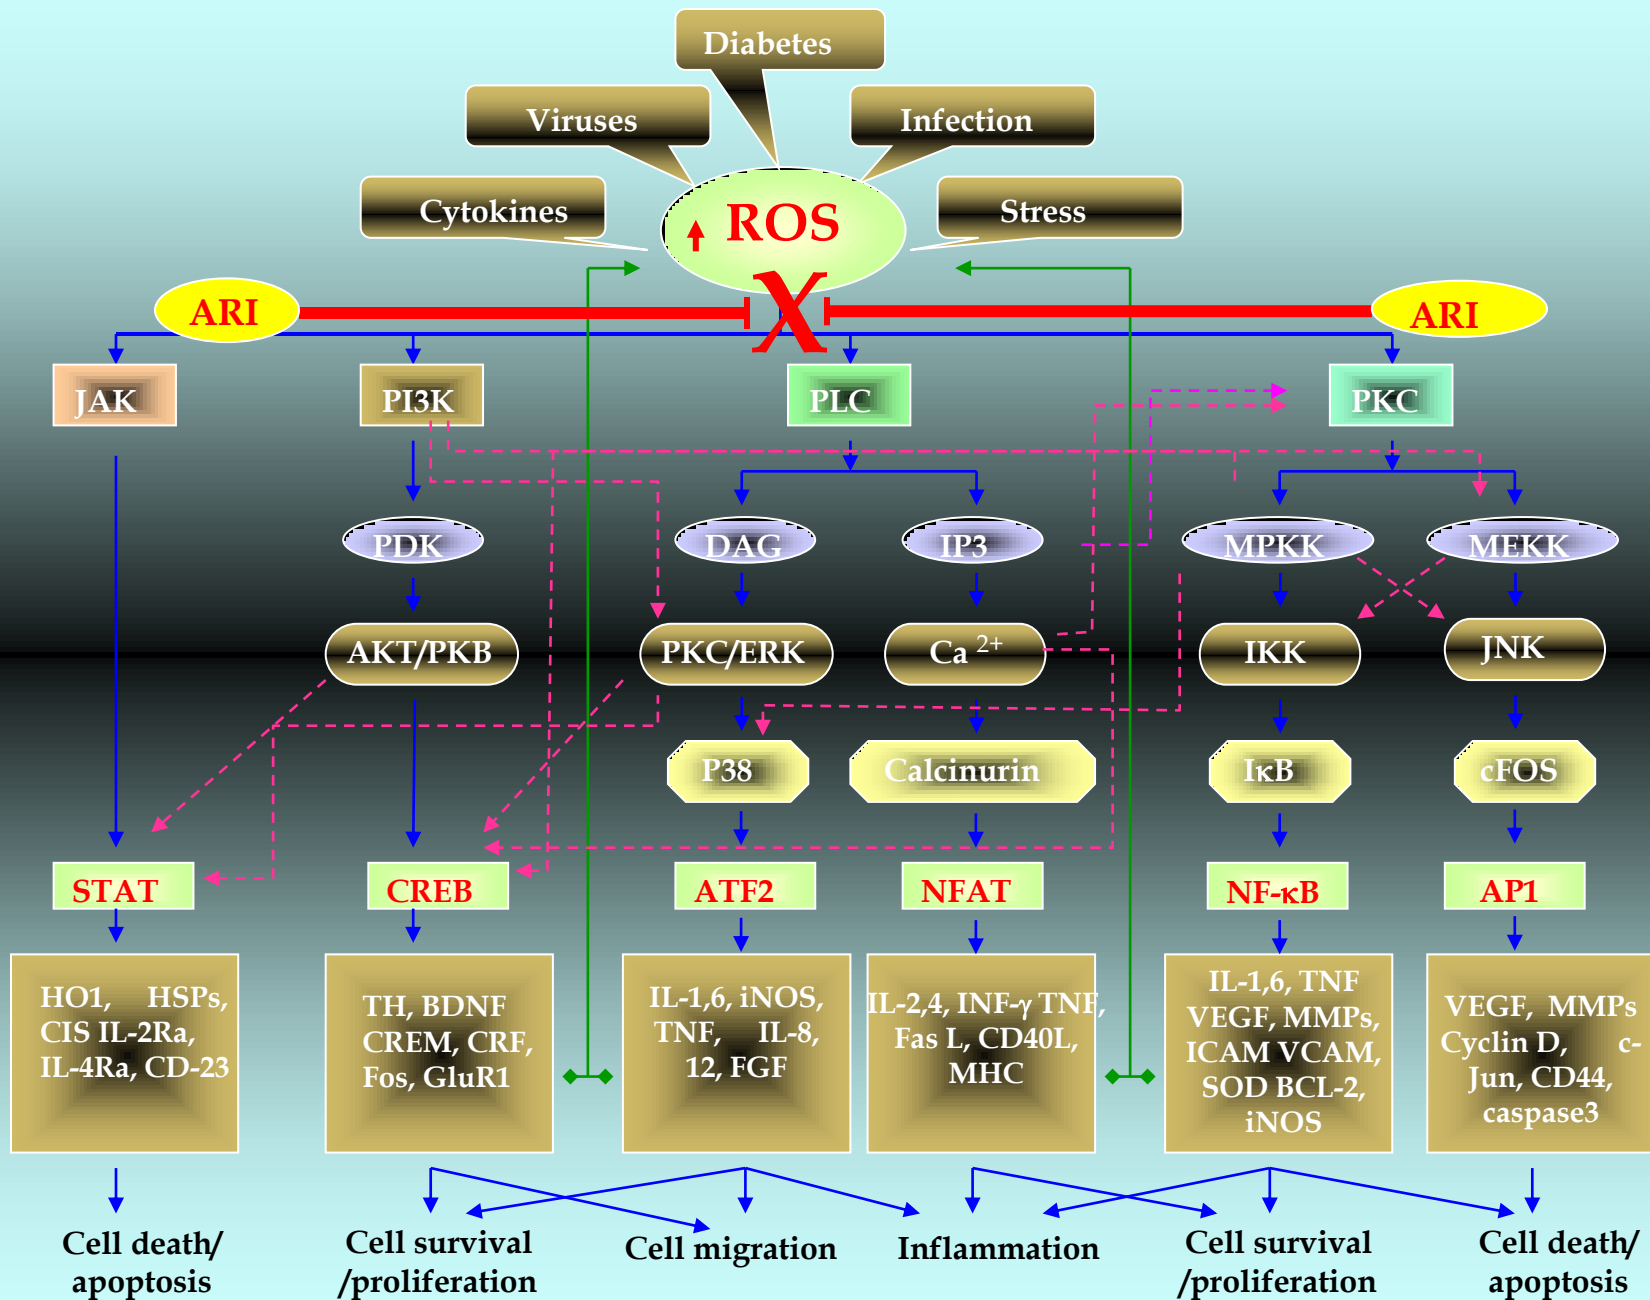 Diabetes
Viruses
Infection
Cytokines
ROS
Stress
X
ARI
ARI
JAK
PI3K
PLC
PKC
PDK
DAG
IP3
MPKK
MEKK
AKT/PKB
PKC/ERK
Ca 2+
IKK
JNK
P38
Calcinurin
IκB
cFOS
STAT
CREB
ATF2
NFAT
NF-κB
AP1
HO1, HSPs,
CIS IL-2Ra,
IL-4Ra, CD-23
TH, BDNF
CREM, CRF,
Fos, GluR1
IL-1,6, iNOS,
TNF, IL-8,
12, FGF
IL-2,4, INF-γ TNF,
Fas L, CD40L,
MHC
IL-1,6, TNF
VEGF, MMPs,
ICAM VCAM,
SOD BCL-2,
iNOS
VEGF, MMPs
Cyclin D, c-
Jun, CD44,
caspase3
Cell death/
apoptosis
Cell survival
/proliferation
Cell migration
Inflammation
Cell survival
/proliferation
Cell death/
apoptosis